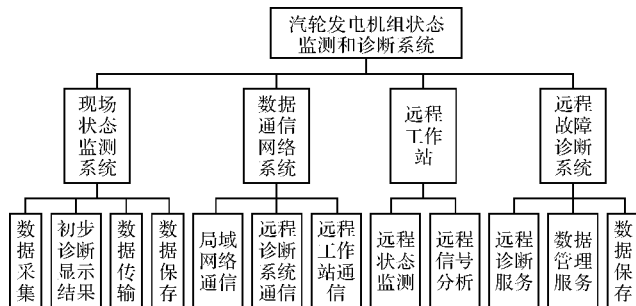 汽轮发电机组状态
监测和诊断系统
现场
状态
监测
系统
数据
通信
网络
系统
远程
工作
站
远程
故障
诊断
系统
数据采集
初步
诊断
显示
结果
数据传输
数据保存
局域
网络
通信
远程
诊断
系统
通信
远程
工作
站通
信
远程
状态
监测
远程
信号
分析
远程
诊断
服务
数据
管理
服务
数据保存